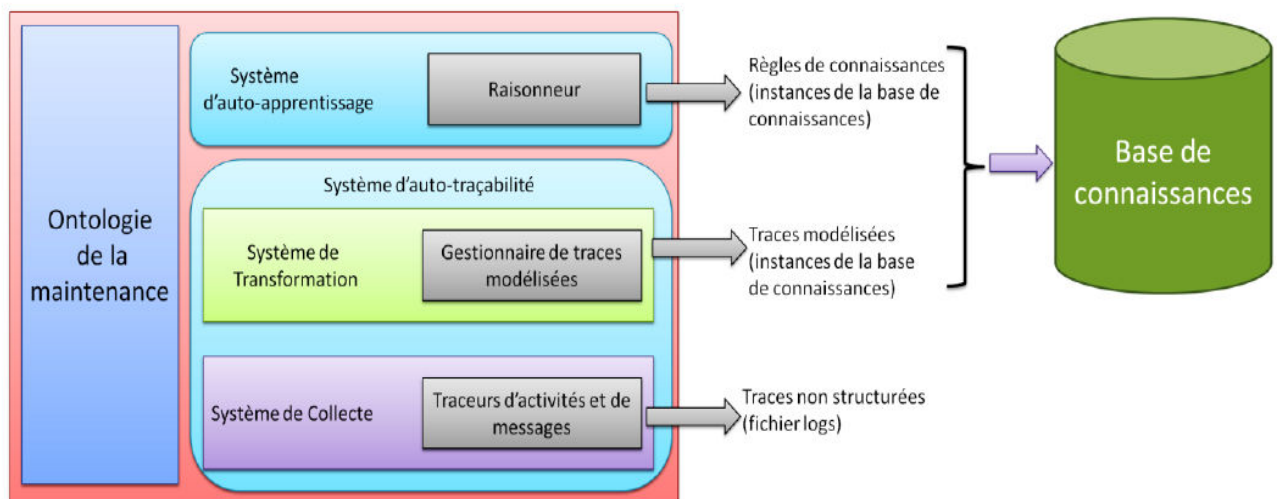 Ontologie
de la
maintenance
Système
d'auto-apprentissage
Raisonneur
Règles de connaissances
(instances de la base de
connaissances)
Système d'auto-traçabilité
Système de
Transformation
Gestionnaire de traces
modélisées
Traces modélisées
(instances de la base
de connaissances)
Système de Collecte
Traceurs d'activités et de
messages
Traces non structurées
(fichier logs)
Base de
connaissances